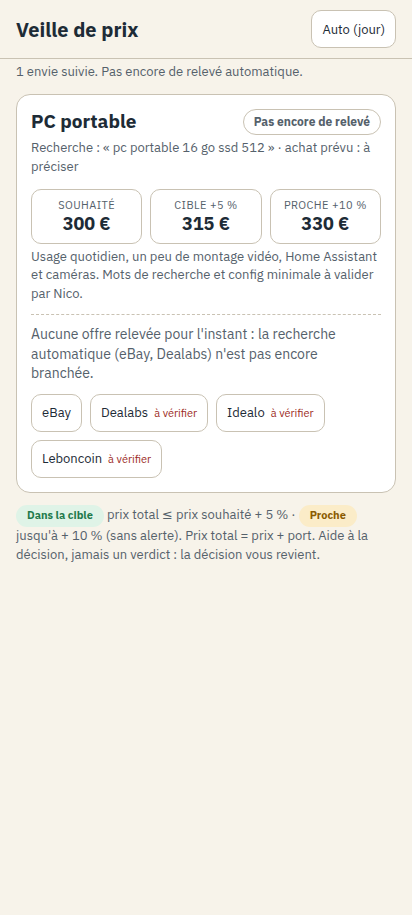 Veille de prix
Auto (jour)
1 envie suivie. Pas encore de relevé automatique.
PC portable
Pas encore de relevé
Recherche : « pc portable 16 go ssd 512 » · achat prévu : à
préciser
SOUHAITÉ
300 €
CIBLE +5 %
315 €
PROCHE +10 %
330 €
Usage quotidien, un peu de montage vidéo, Home Assistant
et caméras. Mots de recherche et config minimale à valider
par Nico.
Aucune offre relevée pour l'instant : la recherche
automatique (eBay, Dealabs) n'est pas encore
branchée.
eBay
Dealabs à vérifier
Idealo à vérifier
Leboncoin à vérifier
Dans la cible prix total ≤ prix souhaité + 5 % · Proche
jusqu'à + 10 % (sans alerte). Prix total = prix + port. Aide à la
décision, jamais un verdict : la décision vous revient.